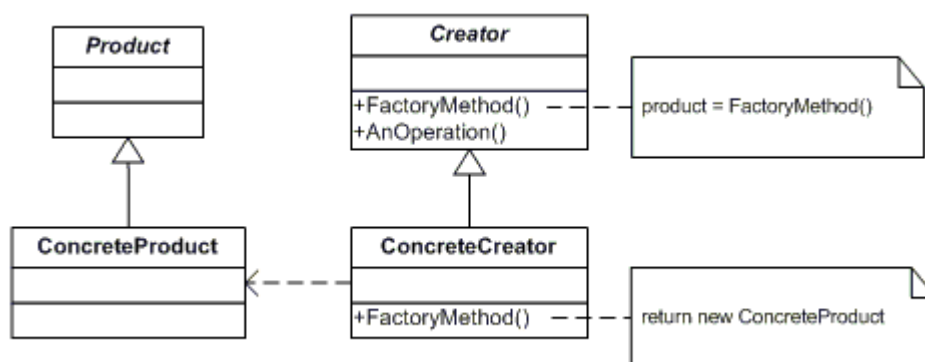 Product
Creator
+FactoryMethod()
+AnOperation()
product = FactoryMethod()
ConcreteProduct
ConcreteCreator
+FactoryMethod()
return new ConcreteProduct